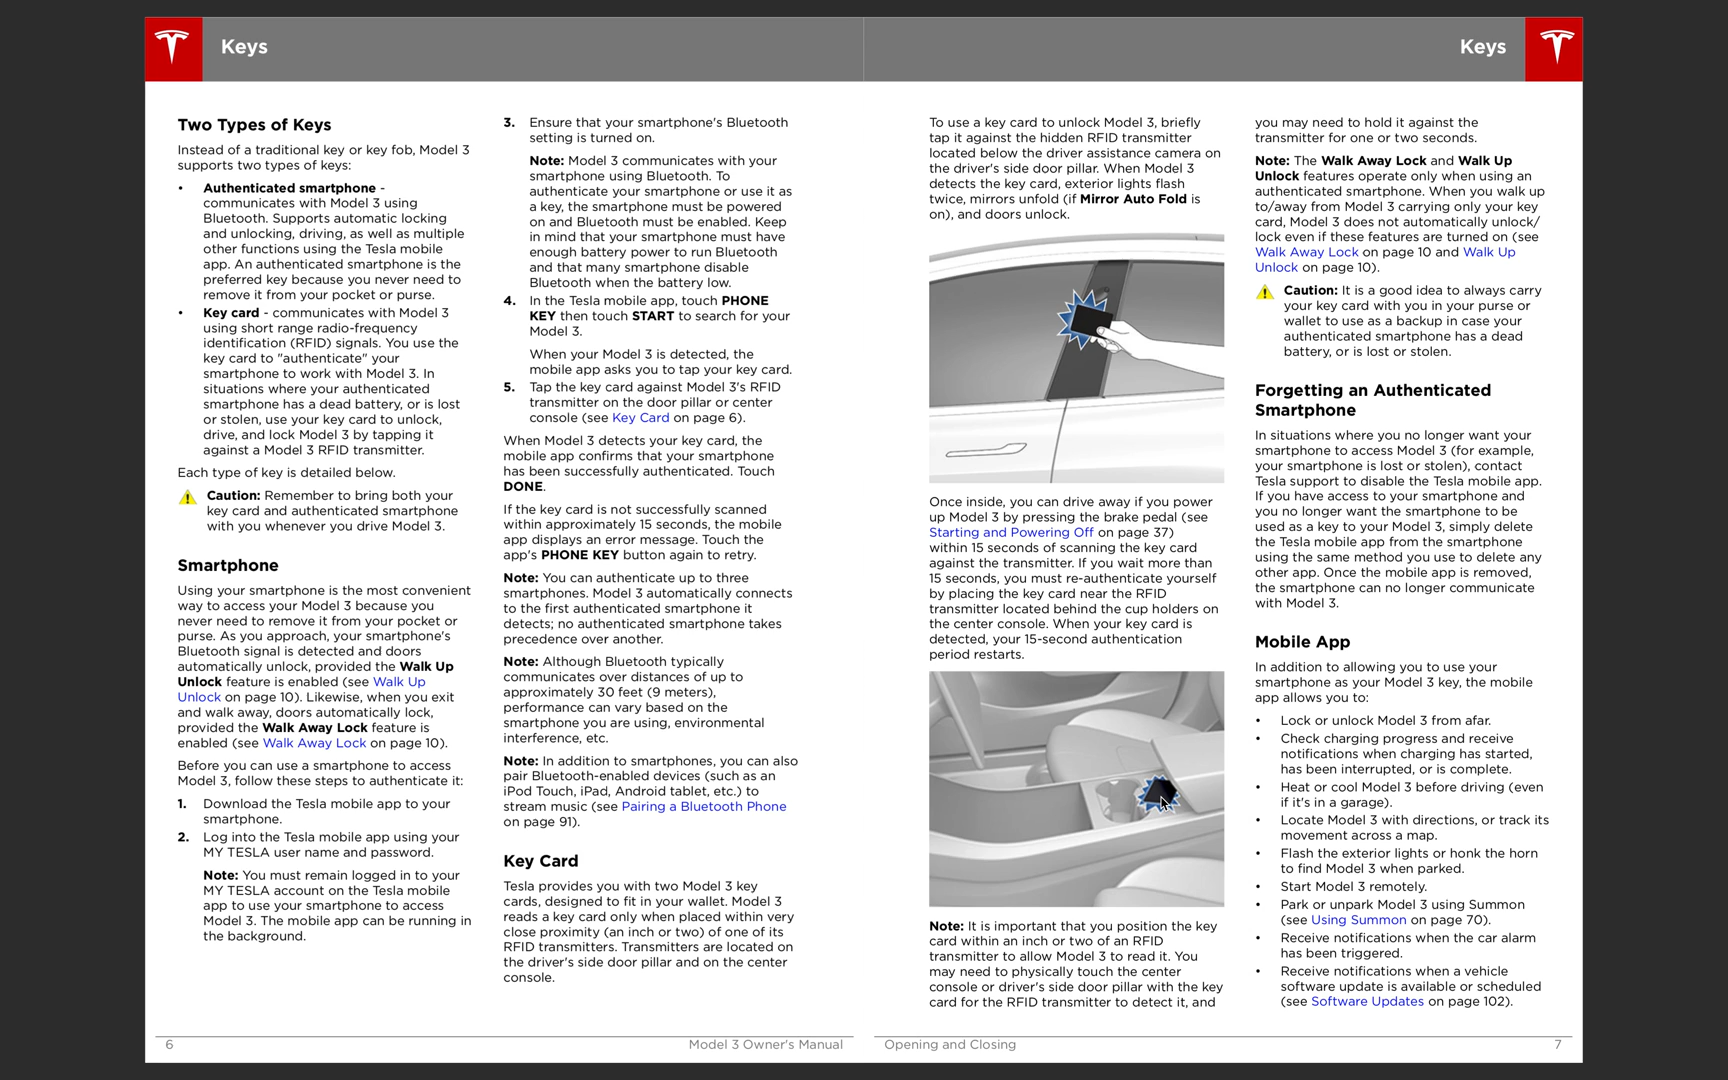 Keys
Two Types of Keys
Instead of a traditional key or key fob, Model 3
supports two types of keys:
• Authenticated smartphone -
communicates with Model 3 using
Bluetooth. Supports automatic locking
and unlocking, driving, as well as multiple
other functions using the Tesla mobile
app. An authenticated smartphone is the
preferred key because you never need to
remove it from your pocket or purse.
• Key card - communicates with Model 3
using short range radio-frequency
identification (RFID) signals. You use the
key card to "authenticate" your
smartphone to work with Model 3. In
situations where your authenticated
smartphone has a dead battery, or is lost
or stolen, use your key card to unlock,
drive, and lock Model 3 by tapping it
against a Model 3 RFID transmitter.
Each type of key is detailed below.
Caution: Remember to bring both your
key card and authenticated smartphone
with you whenever you drive Model 3.
Smartphone
Using your smartphone is the most convenient
way to access your Model 3 because you
never need to remove it from your pocket or
purse. As you approach, your smartphone's
Bluetooth signal is detected and doors
automatically unlock, provided the Walk Up
Unlock feature is enabled (see Walk Up
Unlock on page 10). Likewise, when you exit
and walk away, doors automatically lock,
provided the Walk Away Lock feature is
enabled (see Walk Away Lock on page 10).
Before you can use a smartphone to access
Model 3, follow these steps to authenticate it:
1. Download the Tesla mobile app to your
smartphone.
2. Log into the Tesla mobile app using your
MY TESLA user name and password.
Note: You must remain logged in to your
MY TESLA account on the Tesla mobile
app to use your smartphone to access
Model 3. The mobile app can be running in
the background.
3. Ensure that your smartphone's Bluetooth
setting is turned on.
Note: Model 3 communicates with your
smartphone using Bluetooth. To
authenticate your smartphone or use it as
a key, the smartphone must be powered
on and Bluetooth must be enabled. Keep
in mind that your smartphone must have
enough battery power to run Bluetooth
and that many smartphone disable
Bluetooth when the battery low.
4. In the Tesla mobile app, touch PHONE
KEY then touch START to search for your
Model 3.
When your Model 3 is detected, the
mobile app asks you to tap your key card.
5. Tap the key card against Model 3's RFID
transmitter on the door pillar or center
console (see Key Card on page 6).
When Model 3 detects your key card, the
mobile app confirms that your smartphone
has been successfully authenticated. Touch
DONE.
If the key card is not successfully scanned
within approximately 15 seconds, the mobile
app displays an error message. Touch the
app's PHONE KEY button again to retry.
Note: You can authenticate up to three
smartphones. Model 3 automatically connects
to the first authenticated smartphone it
detects; no authenticated smartphone takes
precedence over another.
Note: Although Bluetooth typically
communicates over distances of up to
approximately 30 feet (9 meters),
performance can vary based on the
smartphone you are using, environmental
interference, etc.
Note: In addition to smartphones, you can also
pair Bluetooth-enabled devices (such as an
iPod Touch, iPad, Android tablet, etc.) to
stream music (see Pairing a Bluetooth Phone
on page 91).
Key Card
Tesla provides you with two Model 3 key
cards, designed to fit in your wallet. Model 3
reads a key card only when placed within very
close proximity (an inch or two) of one of its
RFID transmitters. Transmitters are located on
the driver's side door pillar and on the center
console.
6
Model 3 Owner's Manual
Keys
To use a key card to unlock Model 3, briefly
tap it against the hidden RFID transmitter
located below the driver assistance camera on
the driver's side door pillar. When Model 3
detects the key card, exterior lights flash
twice, mirrors unfold (if Mirror Auto Fold is
on), and doors unlock.
Once inside, you can drive away if you power
up Model 3 by pressing the brake pedal (see
Starting and Powering Off on page 37)
within 15 seconds of scanning the key card
against the transmitter. If you wait more than
15 seconds, you must re-authenticate yourself
by placing the key card near the RFID
transmitter located behind the cup holders on
the center console. When your key card is
detected, your 15-second authentication
period restarts.
Note: It is important that you position the key
card within an inch or two of an RFID
transmitter to allow Model 3 to read it. You
may need to physically touch the center
console or driver's side door pillar with the key
card for the RFID transmitter to detect it, and
you may need to hold it against the
transmitter for one or two seconds.
Note: The Walk Away Lock and Walk Up
Unlock features operate only when using an
authenticated smartphone. When you walk up
to/away from Model 3 carrying only your key
card, Model 3 does not automatically unlock/
lock even if these features are turned on (see
Walk Away Lock on page 10 and Walk Up
Unlock on page 10).
Caution: It is a good idea to always carry
your key card with you in your purse or
wallet to use as a backup in case your
authenticated smartphone has a dead
battery, or is lost or stolen.
Forgetting an Authenticated
Smartphone
In situations where you no longer want your
smartphone to access Model 3 (for example,
your smartphone is lost or stolen), contact
Tesla support to disable the Tesla mobile app.
If you have access to your smartphone and
you no longer want the smartphone to be
used as a key to your Model 3, simply delete
the Tesla mobile app from the smartphone
using the same method you use to delete any
other app. Once the mobile app is removed,
the smartphone can no longer communicate
with Model 3.
Mobile App
In addition to allowing you to use your
smartphone as your Model 3 key, the mobile
app allows you to:
• Lock or unlock Model 3 from afar.
• Check charging progress and receive
notifications when charging has started,
has been interrupted, or is complete.
• Heat or cool Model 3 before driving (even
if it's in a garage).
• Locate Model 3 with directions, or track its
movement across a map.
• Flash the exterior lights or honk the horn
to find Model 3 when parked.
• Start Model 3 remotely.
• Park or unpark Model 3 using Summon
(see Using Summon on page 70).
• Receive notifications when the car alarm
has been triggered.
• Receive notifications when a vehicle
software update is available or scheduled
(see Software Updates on page 102).
Opening and Closing
7